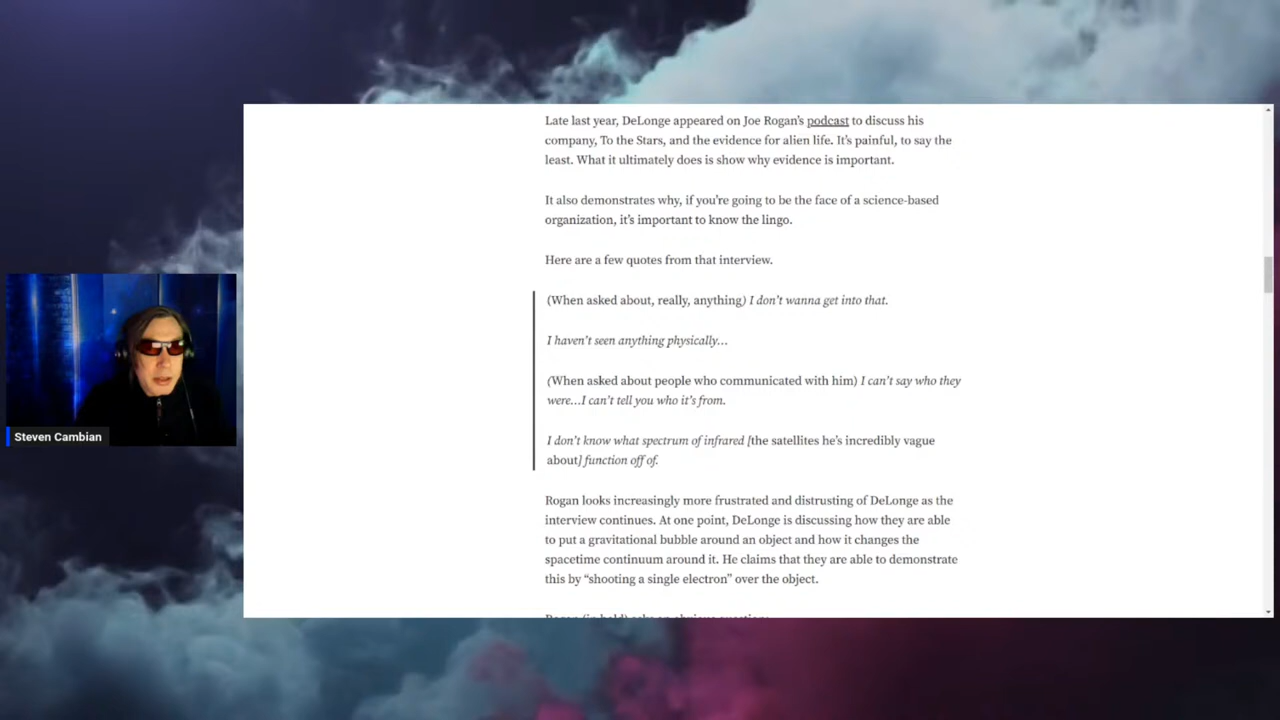 Late last year, DeLonge appeared on Joe Rogan's podcast to discuss his
company, To the Stars, and the evidence for alien life. It's painful, to say the
least. What it ultimately does is show why evidence is important.
It also demonstrates why, if you're going to be the face of a science-based
organization, it's important to know the lingo.
Here are a few quotes from that interview.
(When asked about, really, anything) I don't wanna get into that.
I haven't seen anything physically...
(When asked about people who communicated with him) I can't say who they
were...I can't tell you who it's from.
I don't know what spectrum of infrared [the satellites he's incredibly vague
about] function off of.
Rogan looks increasingly more frustrated and distrusting of DeLonge as the
interview continues. At one point, DeLonge is discussing how they are able
to put a gravitational bubble around an object and how it changes the
spacetime continuum around it. He claims that they are able to demonstrate
this by "shooting a single electron" over the object.
Steven Cambian